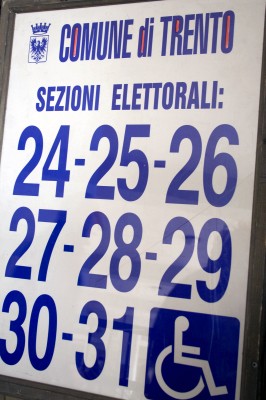 COMUNE di TRENTO
SEZIONI ELETTORALI:
24-25-26
27-28-29
30-31